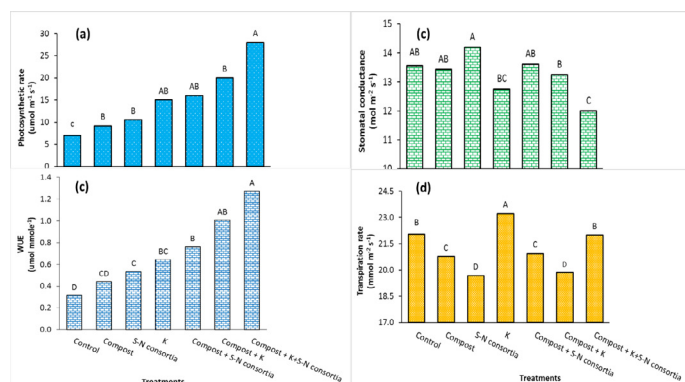 (a)
Photosynthetic rate
(umol m⁻¹ s⁻¹)
30
25
20
15
10
5
0
c
B
B
AB
AB
B
A
(c)
Stomatal conductance
(mol m⁻² s⁻¹)
15
14
13
12
11
10
AB
AB
A
BC
AB
B
C
(c)
WUE
(umol mmole⁻¹)
1.4
1.2
1.0
0.8
0.6
0.4
0.2
0.0
D
CD
C
BC
B
AB
A
Control
Compost
S-N consortia
K
Compost + S-N consortia
Compost + K
Compost + K+S-N consortia
Treatments
(d)
Transpiration rate
(mmol m⁻² s⁻¹)
24.5
23.0
21.5
20.0
18.5
17.0
B
C
D
A
C
D
B
Control
Compost
S-N consortia
K
Compost + S-N consortia
Compost + K
Compost + K+S-N consortia
Treatments